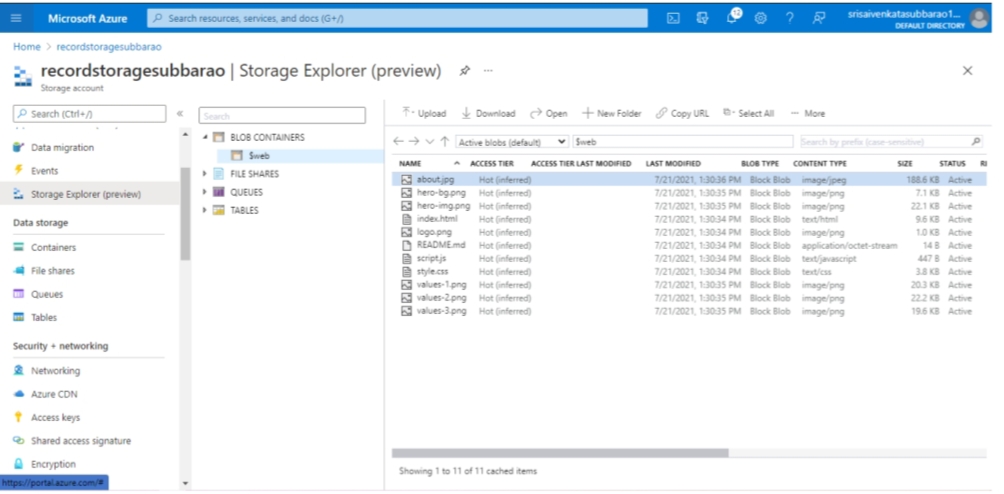 Microsoft Azure
Search resources, services, and docs (G+/)
srisaivenkatasubbarao1...
DEFAULT DIRECTORY
Home > recordstoragesubbarao
recordstoragesubbarao | Storage Explorer (preview) ...
Storage account
Search (Ctrl+/)
Data migration
Events
Storage Explorer (preview)
Data storage
Containers
File shares
Queues
Tables
Security + networking
Networking
Azure CDN
Access keys
Shared access signature
Encryption
https://portal.azure.com/#
Search
BLOB CONTAINERS
$web
FILE SHARES
QUEUES
TABLES
Upload Download Open New Folder Copy URL Select All More
Active blobs (default) $web Search by prefix (case-sensitive)
NAME ACCESS TIER ACCESS TIER LAST MODIFIED LAST MODIFIED BLOB TYPE CONTENT TYPE SIZE STATUS
about.jpg Hot (inferred) 7/21/2021, 1:30:36 PM Block Blob image/jpeg 188.6 KB Active
hero-bg.png Hot (inferred) 7/21/2021, 1:30:35 PM Block Blob image/png 7.1 KB Active
hero-img.png Hot (inferred) 7/21/2021, 1:30:35 PM Block Blob image/png 22.1 KB Active
index.html Hot (inferred) 7/21/2021, 1:30:34 PM Block Blob text/html 9.6 KB Active
logo.png Hot (inferred) 7/21/2021, 1:30:34 PM Block Blob image/png 1.0 KB Active
README.md Hot (inferred) 7/21/2021, 1:30:34 PM Block Blob application/octet-stream 14 B Active
script.js Hot (inferred) 7/21/2021, 1:30:34 PM Block Blob text/javascript 447 B Active
style.css Hot (inferred) 7/21/2021, 1:30:34 PM Block Blob text/css 3.8 KB Active
values-1.png Hot (inferred) 7/21/2021, 1:30:35 PM Block Blob image/png 20.3 KB Active
values-2.png Hot (inferred) 7/21/2021, 1:30:35 PM Block Blob image/png 22.2 KB Active
values-3.png Hot (inferred) 7/21/2021, 1:30:35 PM Block Blob image/png 19.6 KB Active
Showing 1 to 11 of 11 cached items